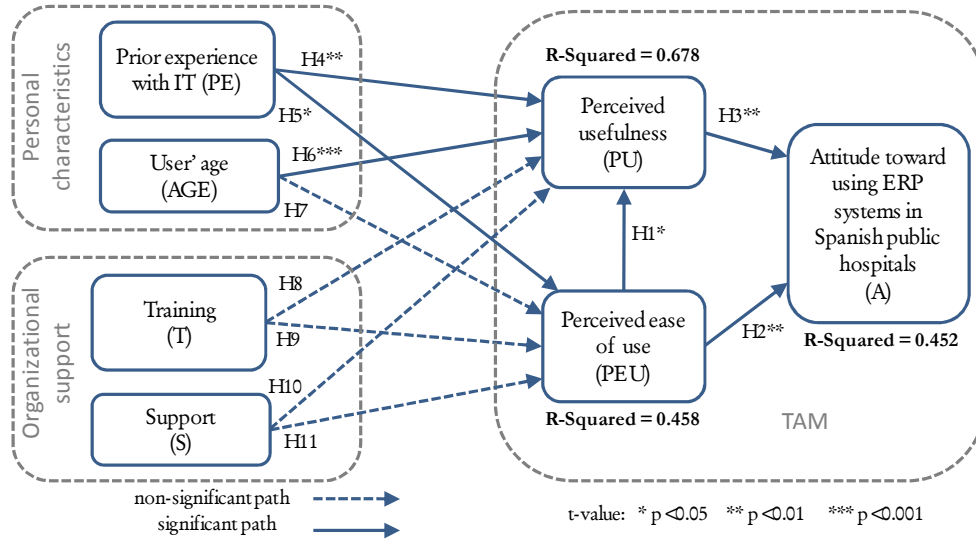 Personal
characteristics
Prior experience
with IT (PE)
User' age
(AGE)
Organizational
support
Training
(T)
Support
(S)
H4**
H5*
H6***
H7
H8
H9
H10
H11
R-Squared = 0.678
Perceived
usefulness
(PU)
H3**
H1*
Perceived ease
of use
(PEU)
H2**
R-Squared = 0.458
Attitude toward
using ERP
systems in
Spanish public
hospitals
(A)
R-Squared = 0.452
TAM
non-significant path
significant path
t-value: * p<0.05 ** p<0.01 *** p<0.001